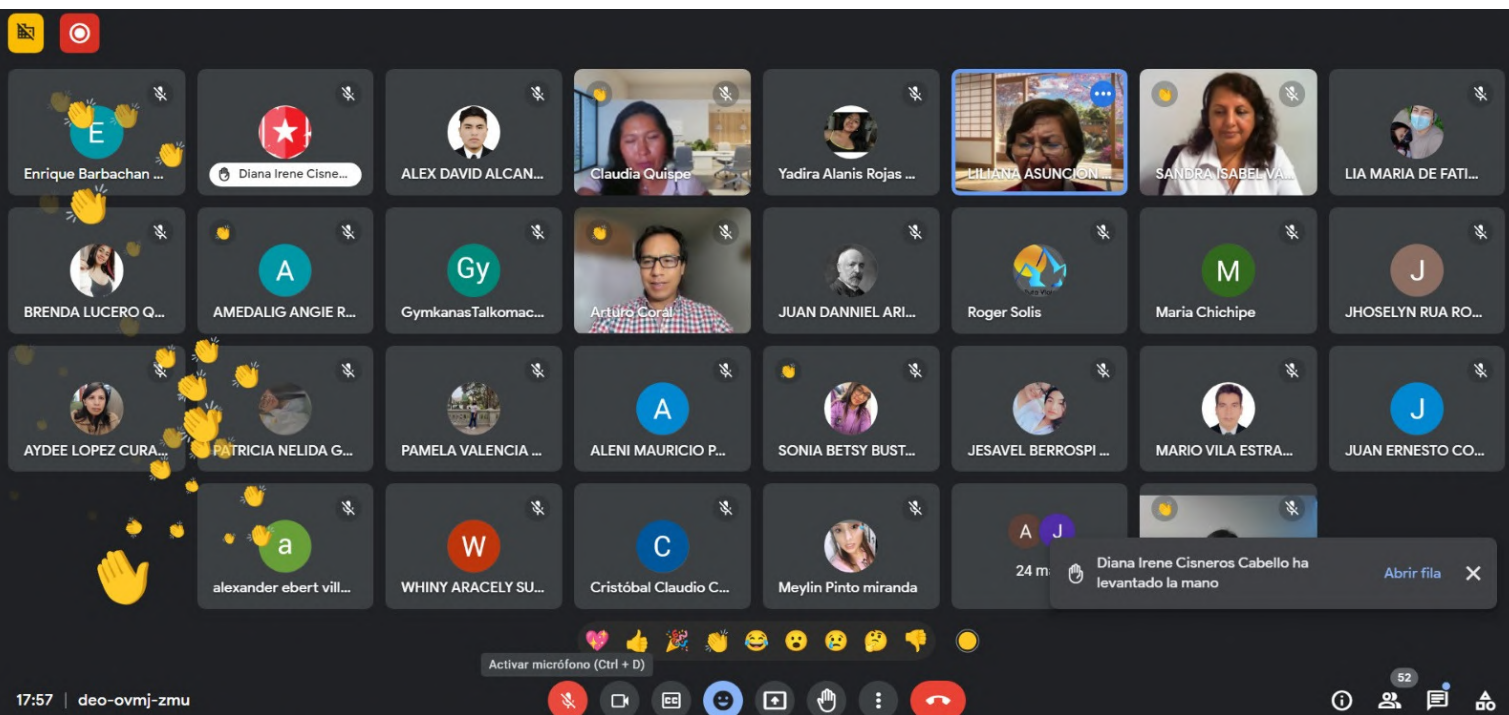 E
Enrique Barbachan ...
Diana Irene Cisne...
ALEX DAVID ALCAN...
Claudia Quispe
Yadira Alanis Rojas ...
LILIANA ASUNCION ...
SANDRA ISABEL VA...
LIA MARIA DE FATI...
BRENDA LUCERO Q...
A
AMEDALIG ANGIE R...
Gy
GymkanasTalkomac...
Arturo Coral
JUAN DANNIEL ARI...
Roger Solis
M
Maria Chichipe
J
JHOSELYN RUA RO...
AYDEE LOPEZ CURA...
PATRICIA NELIDA G...
PAMELA VALENCIA ...
A
ALENI MAURICIO P...
SONIA BETSY BUST...
JESAVEL BERROSPI ...
MARIO VILA ESTRA...
J
JUAN ERNESTO CO...
a
alexander ebert vill...
W
WHINY ARACELY SU...
C
Cristóbal Claudio C...
Meylin Pinto miranda
A J
24 m
Diana Irene Cisneros Cabello ha
levantado la mano
Abrir fila
Activar micrófono (Ctrl + D)
17:57 | deo-ovmj-zmu
52